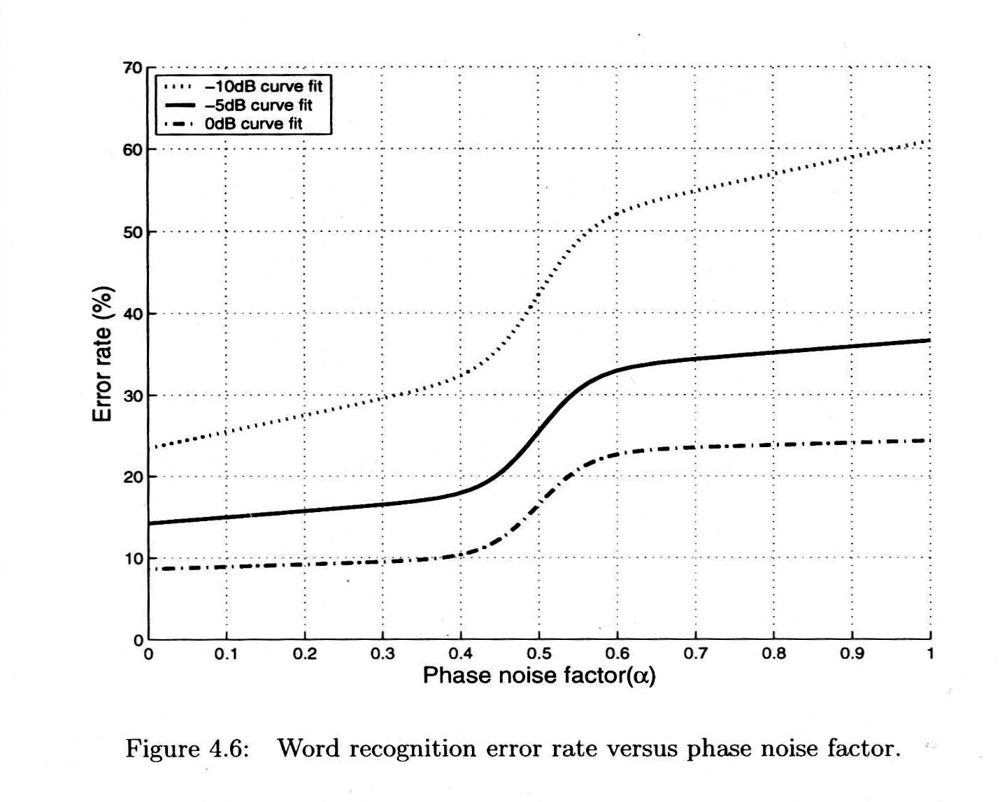 70
60
50
40
30
20
10
0
Error rate (%)
−10dB curve fit
−5dB curve fit
0dB curve fit
0 0.1 0.2 0.3 0.4 0.5 0.6 0.7 0.8 0.9 1
Phase noise factor(α)
Figure 4.6: Word recognition error rate versus phase noise factor.